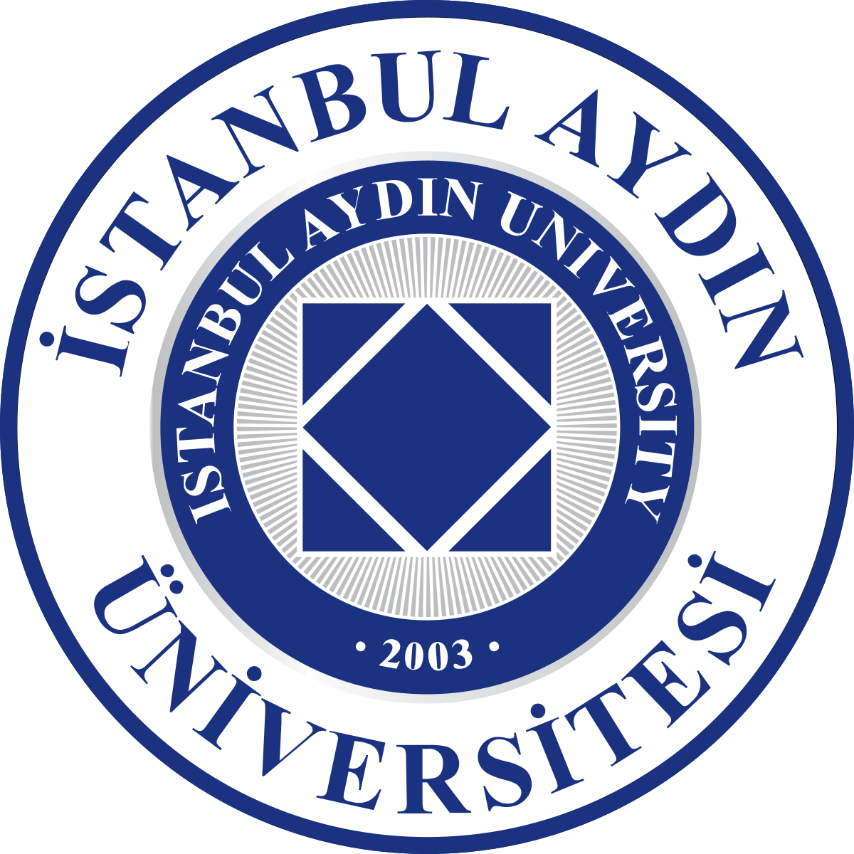 İSTANBUL AYDIN
ÜNİVERSİTESİ
ISTANBUL AYDIN UNIVERSITY
· 2003 ·